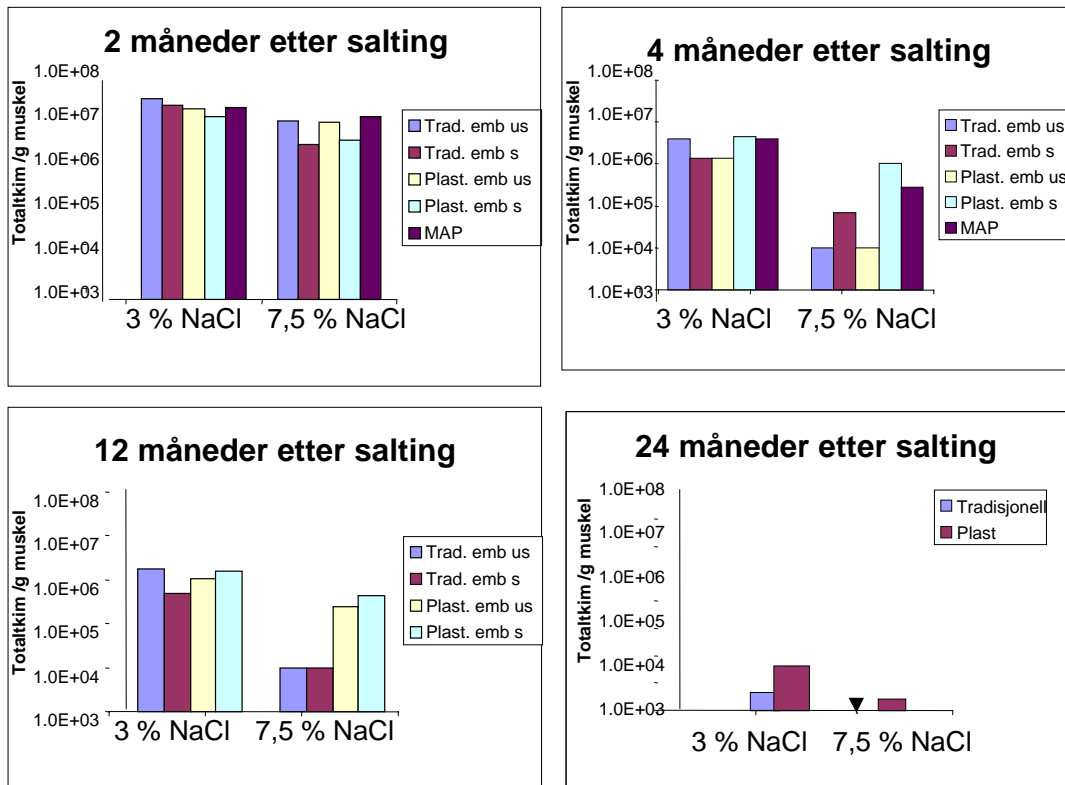 2 måneder etter salting
Totaltkim /g muskel
1.0E+08
1.0E+07
1.0E+06
1.0E+05
1.0E+04
1.0E+03
3 % NaCl
7,5 % NaCl
Trad. emb us
Trad. emb s
Plast. emb us
Plast. emb s
MAP
4 måneder etter salting
Totaltkim /g muskel
1.0E+08
1.0E+07
1.0E+06
1.0E+05
1.0E+04
1.0E+03
3 % NaCl
7,5 % NaCl
Trad. emb us
Trad. emb s
Plast. emb us
Plast. emb s
MAP
12 måneder etter salting
Totaltkim /g muskel
1.0E+08
1.0E+07
1.0E+06
1.0E+05
1.0E+04
1.0E+03
3 % NaCl
7,5 % NaCl
Trad. emb us
Trad. emb s
Plast. emb us
Plast. emb s
24 måneder etter salting
Totaltkim /g muskel
1.0E+08
1.0E+07
1.0E+06
1.0E+05
1.0E+04
1.0E+03
3 % NaCl
7,5 % NaCl
Tradisjonell
Plast